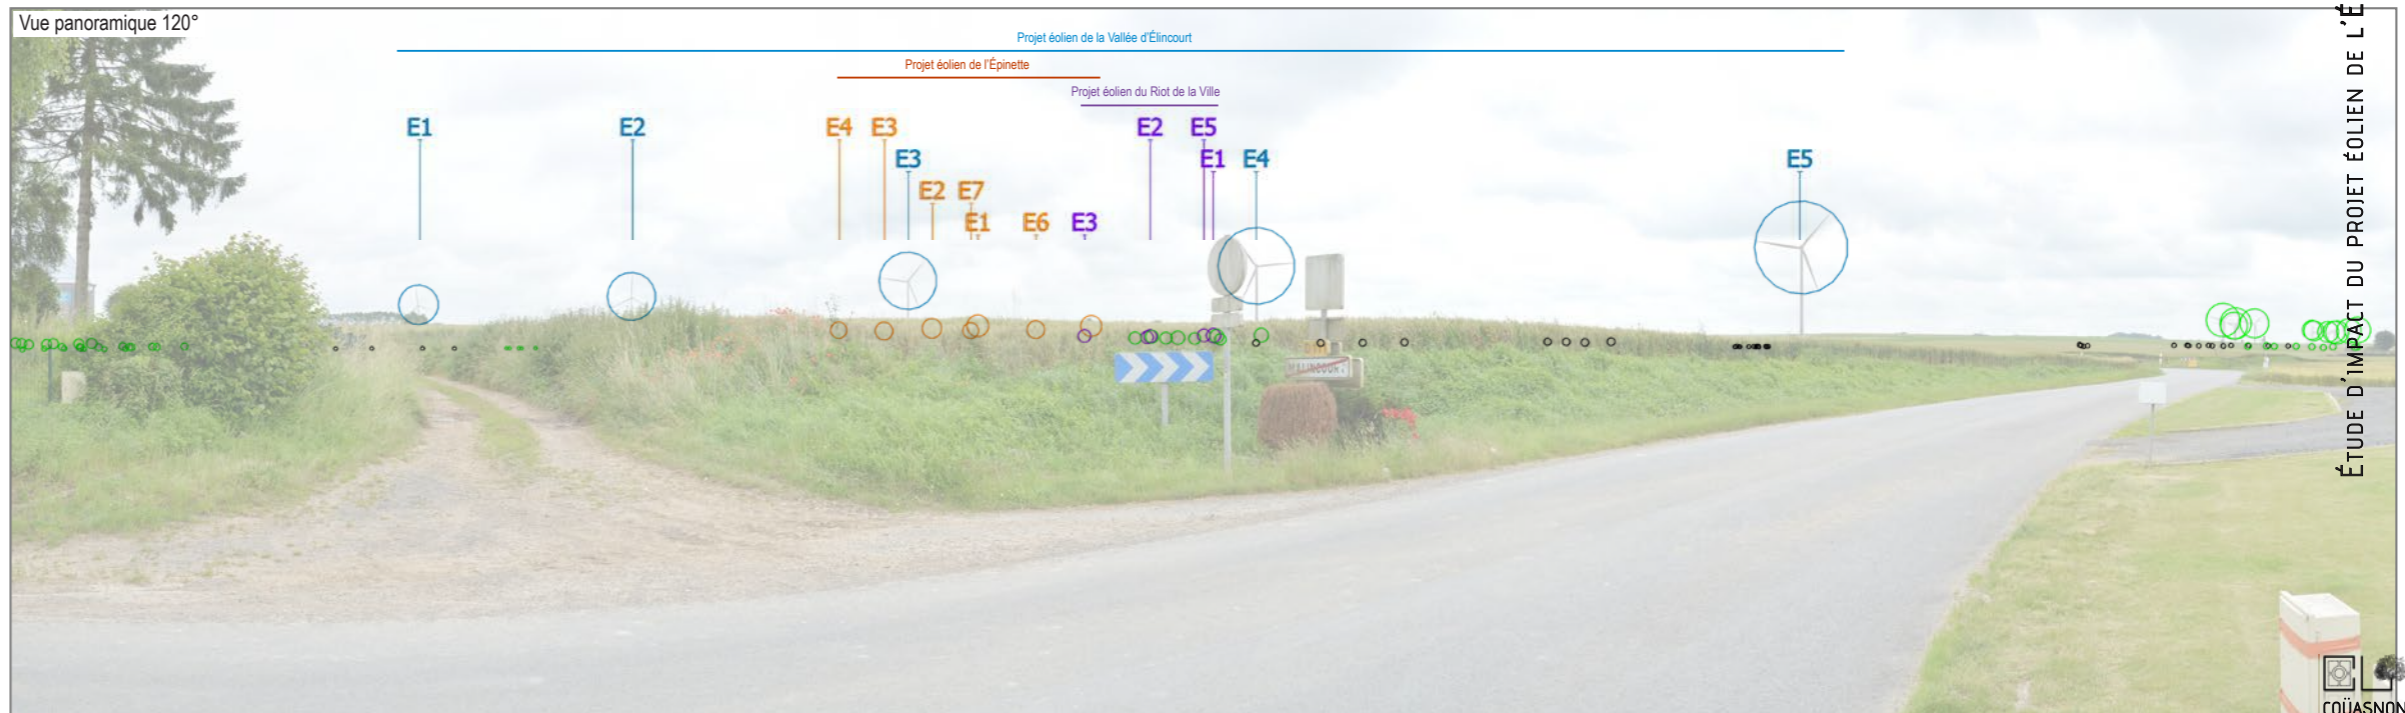 Vue panoramique 120°
Projet éolien de la Vallée d'Élincourt
Projet éolien de l'Épinette
Projet éolien du Riot de la Ville
E1
E2
E4
E3
E2
E5
E3
E1
E4
E5
E2
E7
E1
E6
E3
MALINCOURT
ÉTUDE D'IMPACT DU PROJET ÉOLIEN DE L'É
COÜASNON